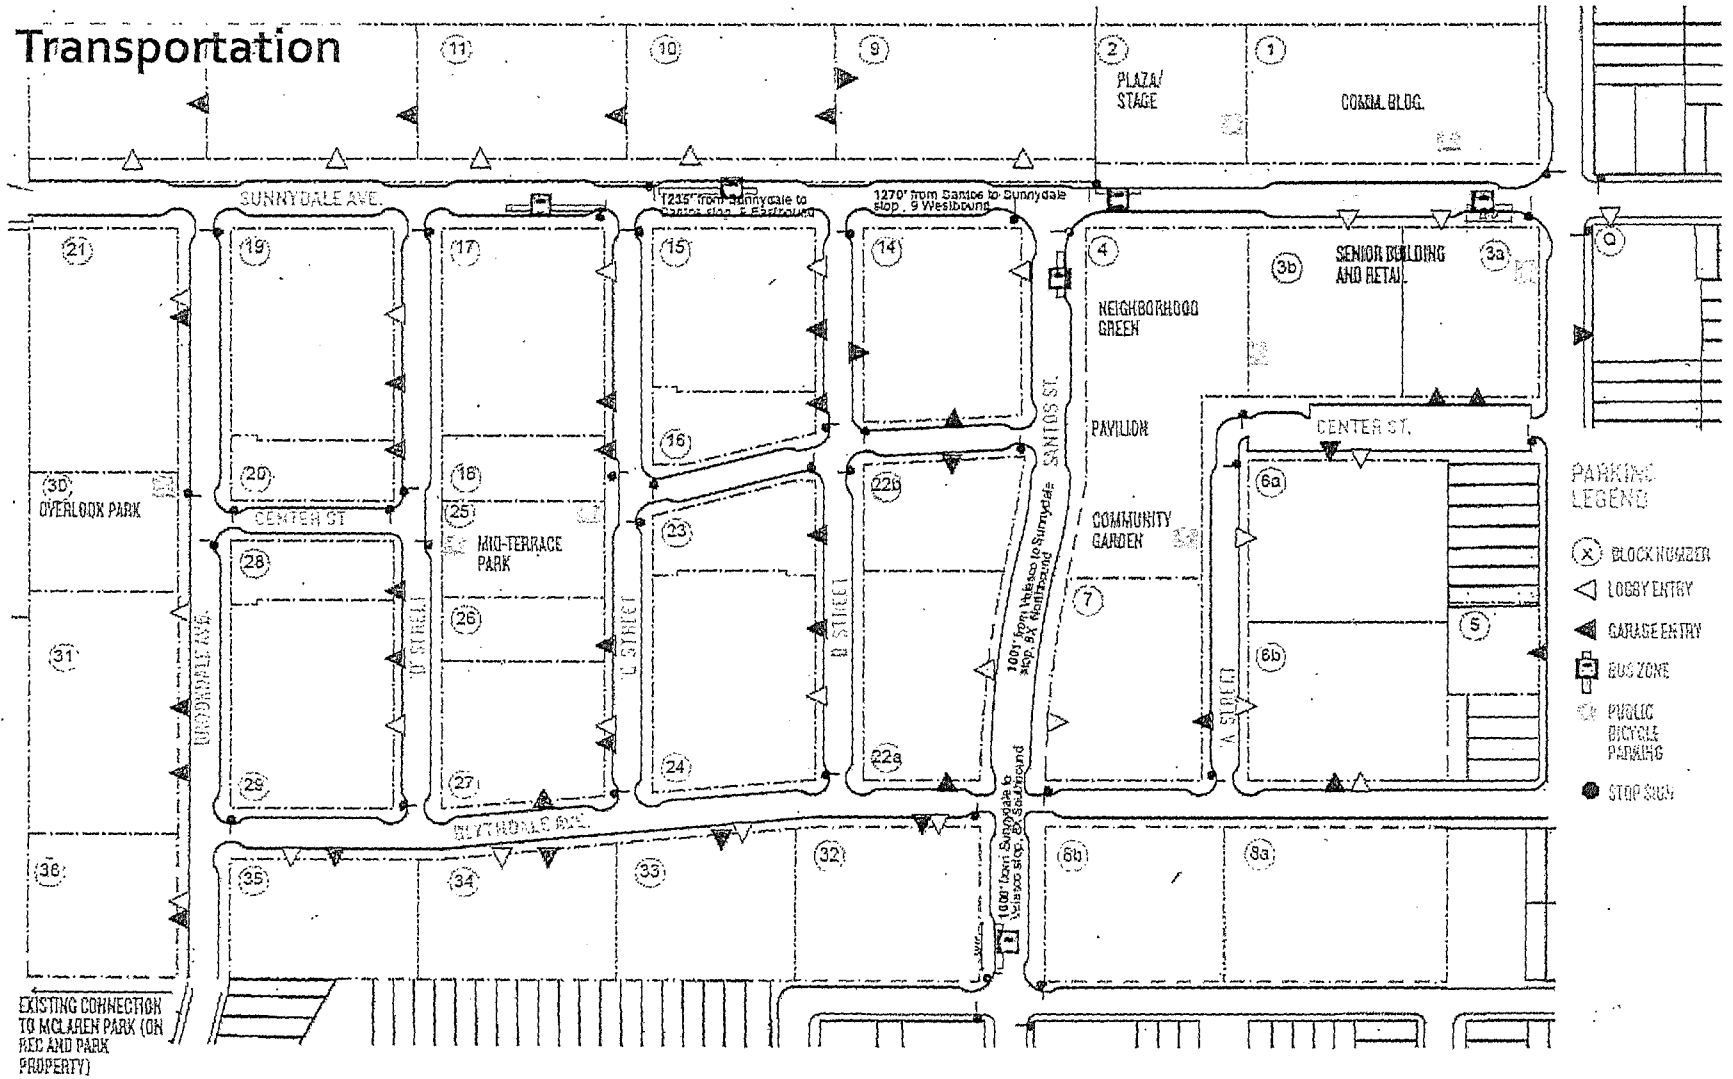 Transportation
11
10
9
2
1
PLAZA/
STAGE
COMM. BLDG.
SUNNYDALE AVE.
1235' from Sunnydale to
Santos stop, 9 Eastbound
1270' from Santos to Sunnydale
stop, 9 Westbound
21
19
17
15
14
4
3b
SENIOR BUILDING
AND RETAIL
3a
Q
NEIGHBORHOOD
GREEN
SANTOS ST.
PAVILION
CENTER ST.
16
30
OVERLOOK PARK
20
18
22b
6a
CENTER ST
25
MID-TERRACE
PARK
23
COMMUNITY
GARDEN
28
26
7
5
31
6b
BROOKDALE AVE.
C STREET
B STREET
1001' from Velasco to Sunnydale
stop, 8X Northbound
A STREET
29
27
24
22a
BLYTHDALE AVE.
1000' from Sunnydale to
Velasco stop, 8X Southbound
36
35
34
33
32
8b
8a
EXISTING CONNECTION
TO MCLAREN PARK (ON
REC AND PARK
PROPERTY)
PARKING
LEGEND
X BLOCK NUMBER
LOBBY ENTRY
GARAGE ENTRY
BUS ZONE
PUBLIC
BICYCLE
PARKING
STOP SIGN